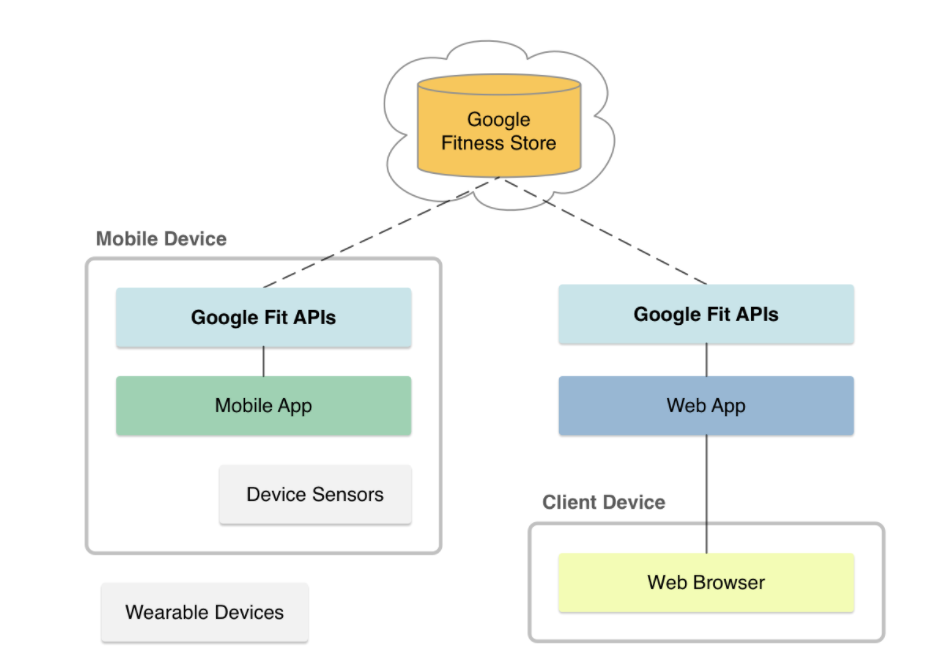 Google
Fitness Store
Mobile Device
Google Fit APIs
Mobile App
Device Sensors
Wearable Devices
Google Fit APIs
Web App
Client Device
Web Browser